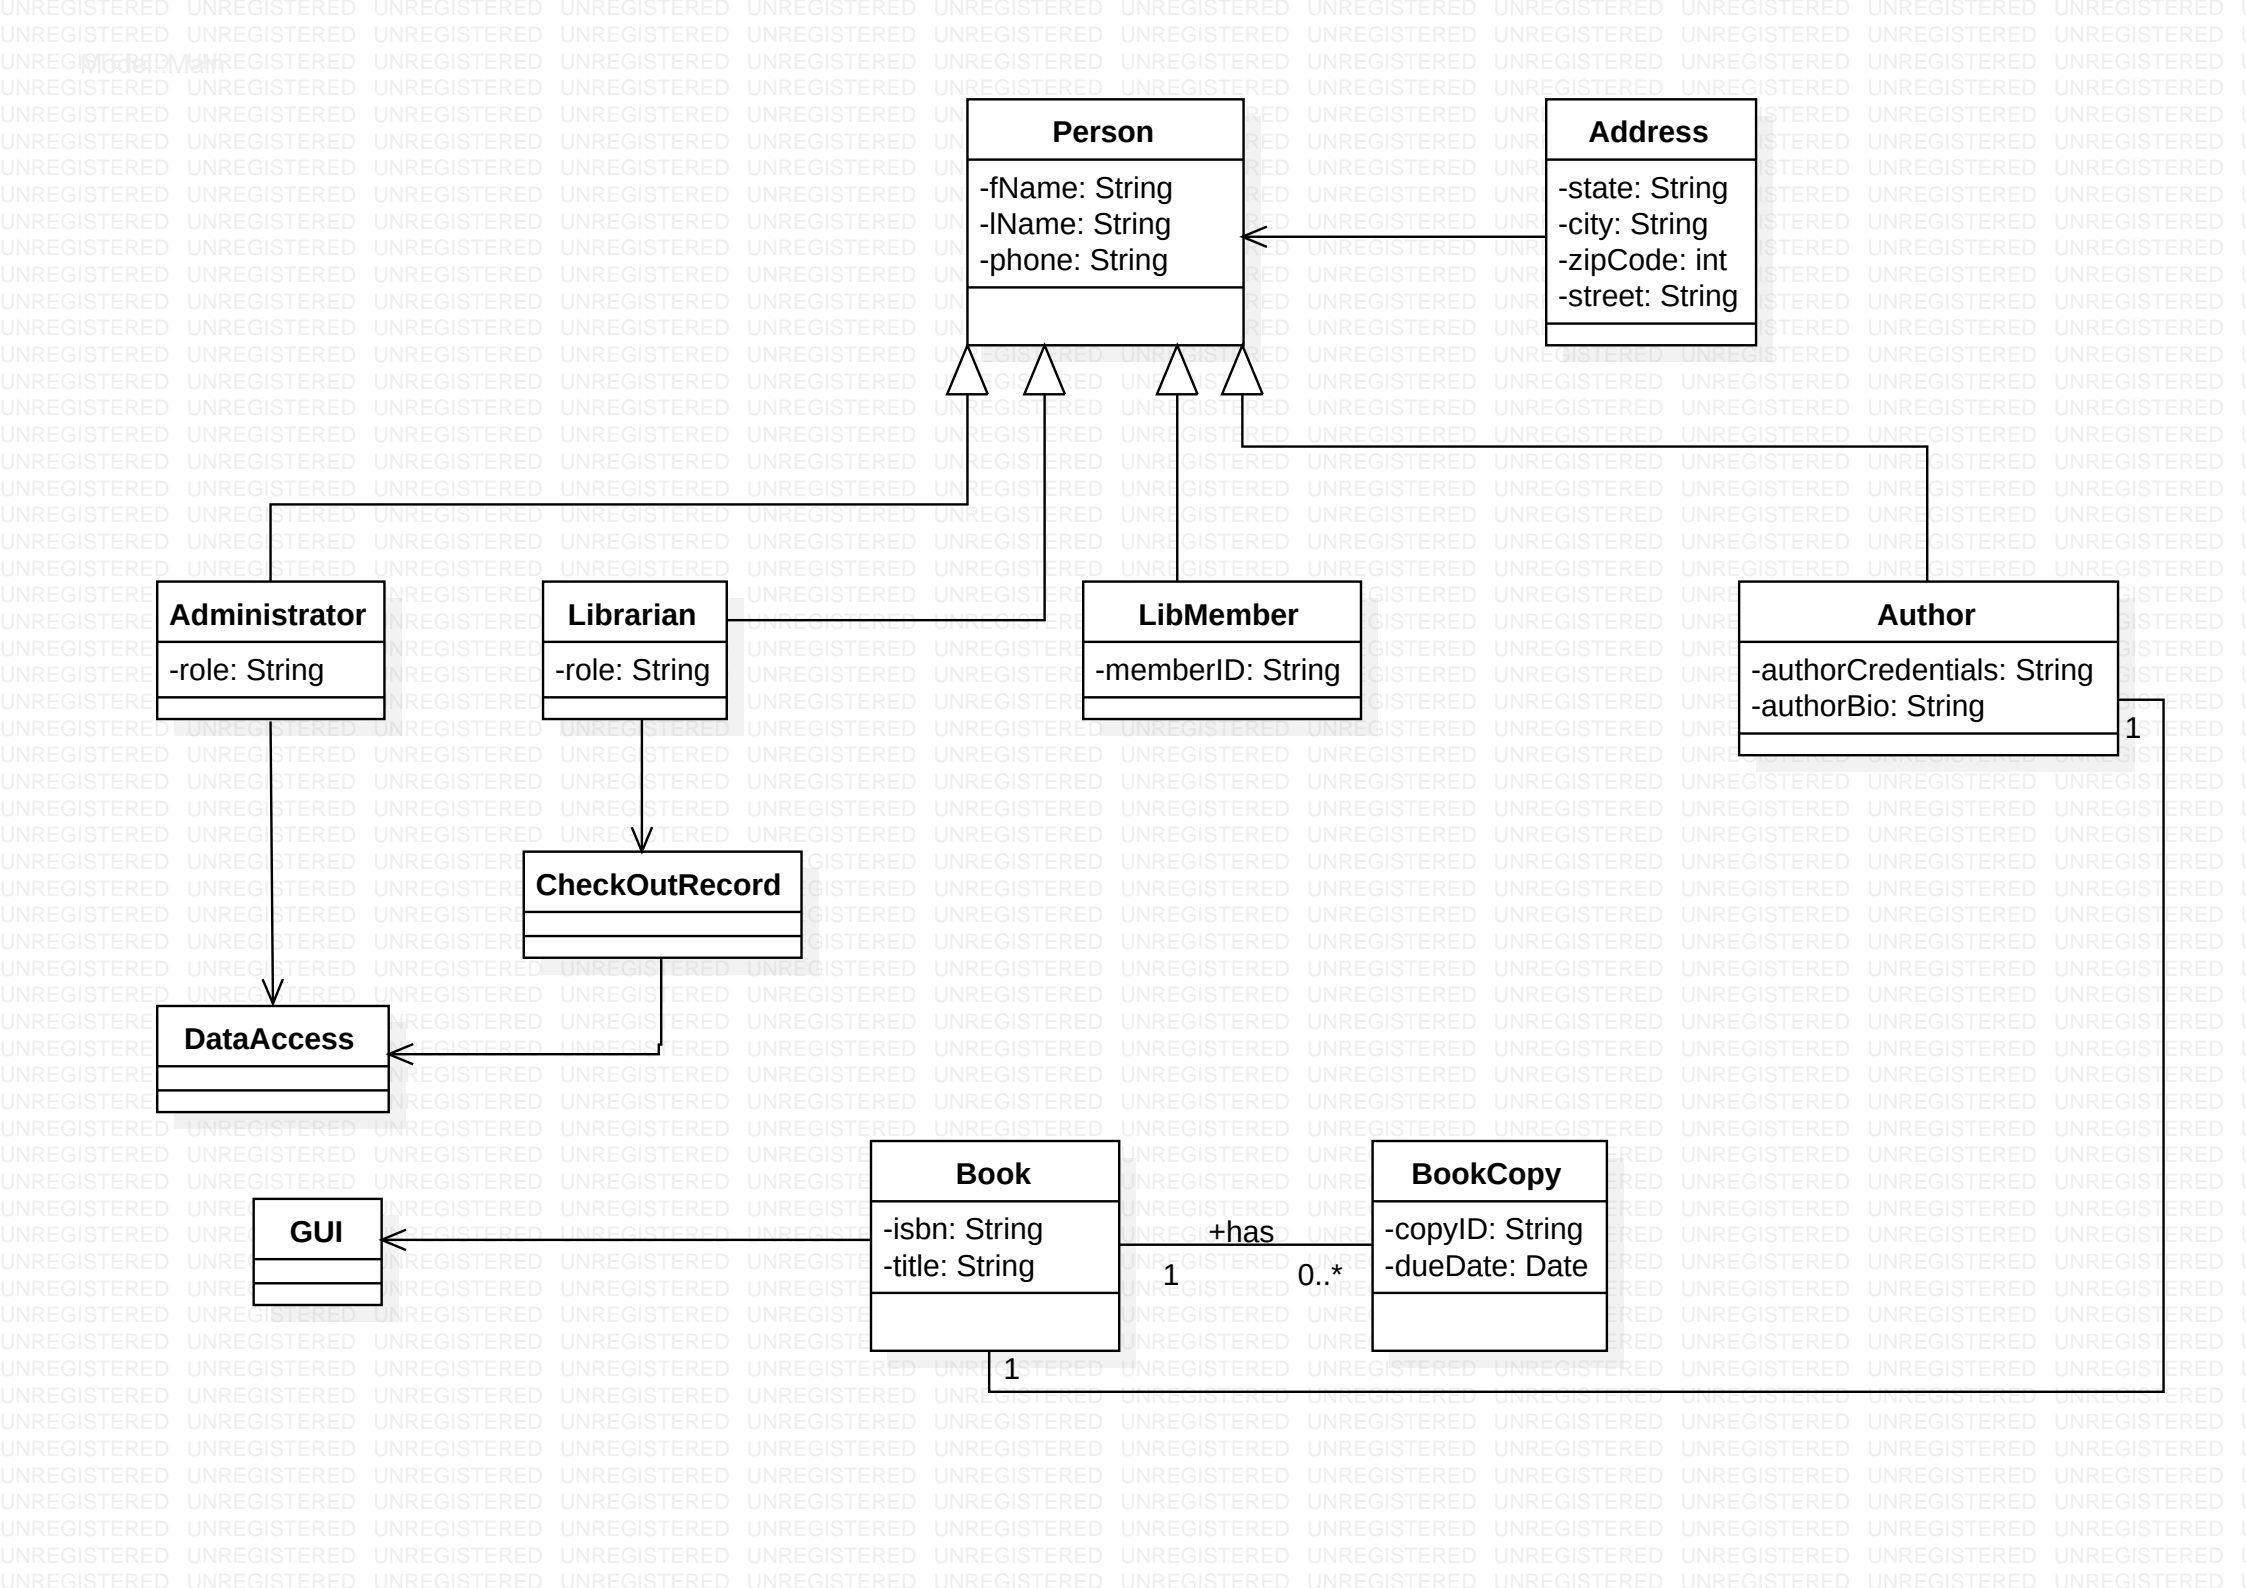 Model::Main
Person
-fName: String
-lName: String
-phone: String
Address
-state: String
-city: String
-zipCode: int
-street: String
Administrator
-role: String
Librarian
-role: String
LibMember
-memberID: String
Author
-authorCredentials: String
-authorBio: String
1
CheckOutRecord
DataAccess
GUI
Book
-isbn: String
-title: String
+has
1
0..*
BookCopy
-copyID: String
-dueDate: Date
1
UNREGISTERED